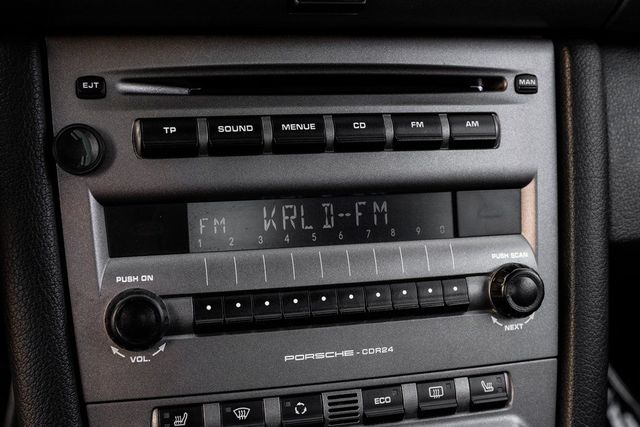 EJT
MAN
TP SOUND MENUE CD FM AM
FM KRLD-FM
1 2 3 4 5 6 7 8 9 0
PUSH ON
PUSH SCAN
VOL.
NEXT
PORSCHE - CDR24
ECO